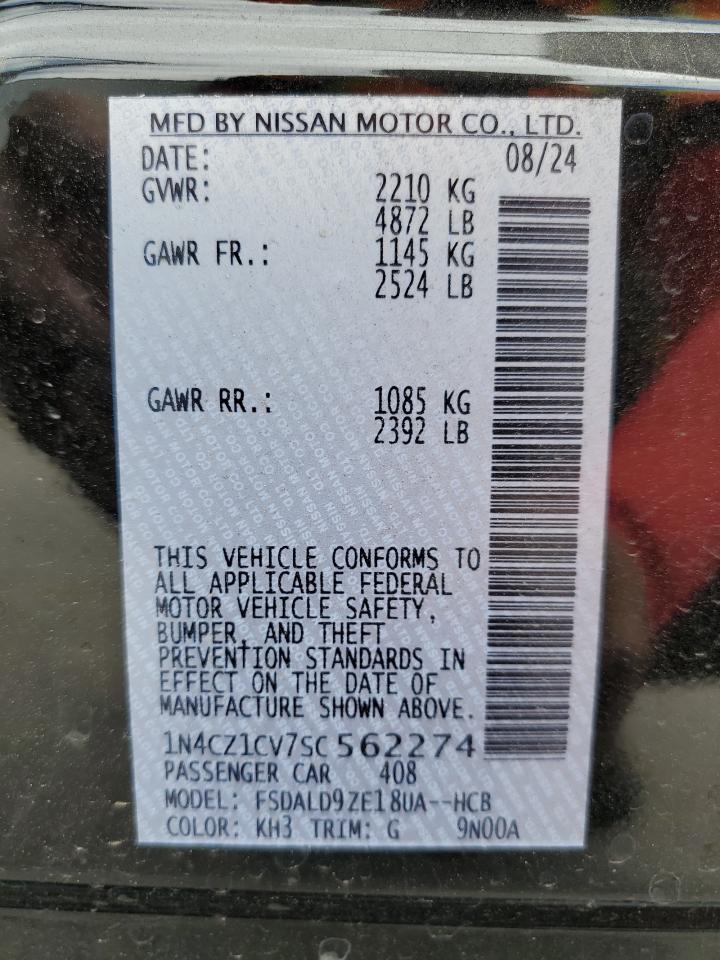 MFD BY NISSAN MOTOR CO., LTD.
DATE: 08/24
GVWR: 2210 KG
4872 LB
GAWR FR.: 1145 KG
2524 LB
GAWR RR.: 1085 KG
2392 LB
THIS VEHICLE CONFORMS TO
ALL APPLICABLE FEDERAL
MOTOR VEHICLE SAFETY,
BUMPER, AND THEFT
PREVENTION STANDARDS IN
EFFECT ON THE DATE OF
MANUFACTURE SHOWN ABOVE.
1N4CZ1CV7SC562274
PASSENGER CAR 408
MODEL: FSDALD9ZE18UA--HCB
COLOR: KH3 TRIM: G 9N00A